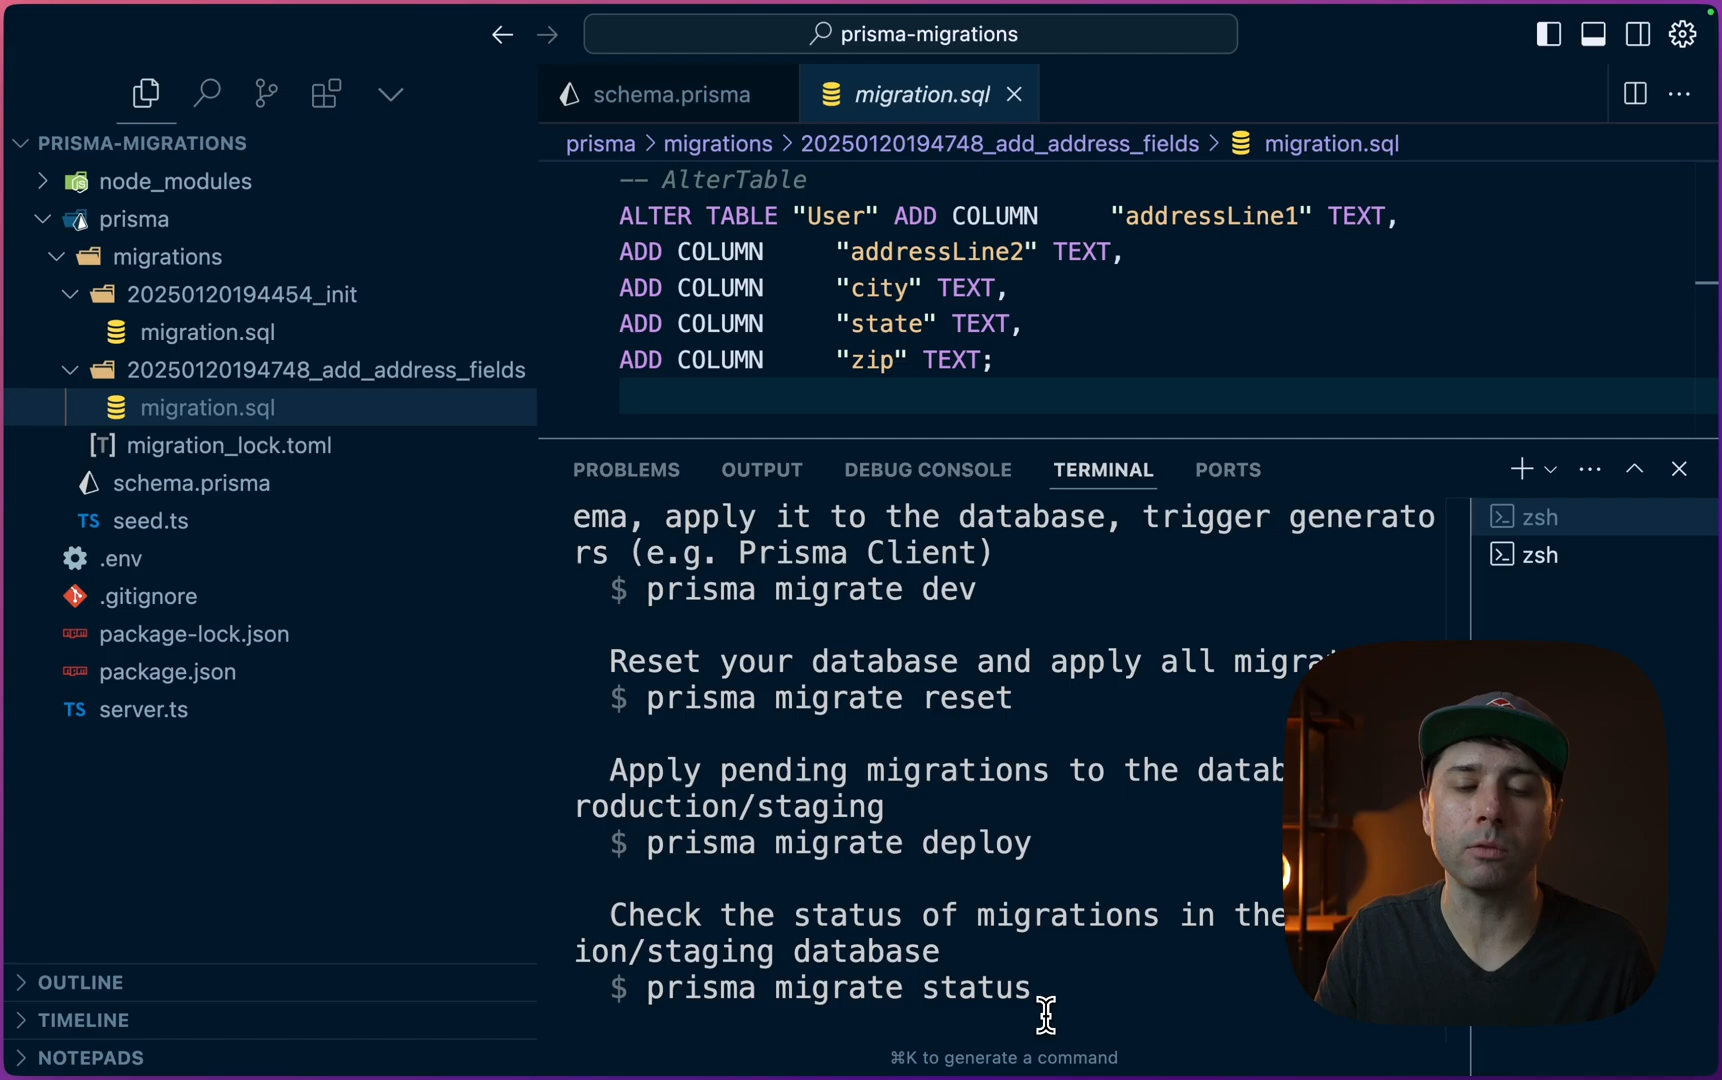 prisma-migrations
schema.prisma
migration.sql
PRISMA-MIGRATIONS
node_modules
prisma
migrations
20250120194454_init
migration.sql
20250120194748_add_address_fields
migration.sql
migration_lock.toml
schema.prisma
TS seed.ts
.env
.gitignore
package-lock.json
package.json
TS server.ts
OUTLINE
TIMELINE
NOTEPADS
prisma > migrations > 20250120194748_add_address_fields > migration.sql
-- AlterTable
ALTER TABLE "User" ADD COLUMN     "addressLine1" TEXT,
ADD COLUMN     "addressLine2" TEXT,
ADD COLUMN     "city" TEXT,
ADD COLUMN     "state" TEXT,
ADD COLUMN     "zip" TEXT;
PROBLEMS OUTPUT DEBUG CONSOLE TERMINAL PORTS
ema, apply it to the database, trigger generato
rs (e.g. Prisma Client)
$ prisma migrate dev
Reset your database and apply all migra
$ prisma migrate reset
Apply pending migrations to the datab
roduction/staging
$ prisma migrate deploy
Check the status of migrations in the
ion/staging database
$ prisma migrate status
⌘K to generate a command
zsh
zsh